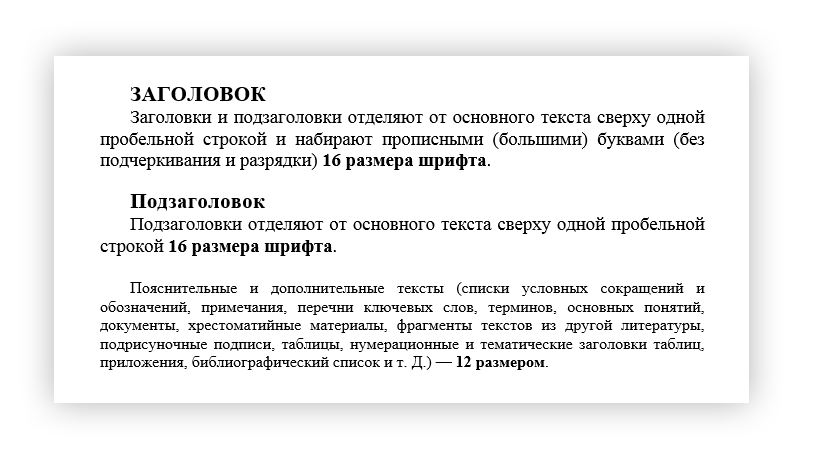 ЗАГОЛОВОК
Заголовки и подзаголовки отделяют от основного текста сверху одной
пробельной строкой и набирают прописными (большими) буквами (без
подчеркивания и разрядки) 16 размера шрифта.
Подзаголовок
Подзаголовки отделяют от основного текста сверху одной пробельной
строкой 16 размера шрифта.
Пояснительные и дополнительные тексты (списки условных сокращений и
обозначений, примечания, перечни ключевых слов, терминов, основных понятий,
документы, хрестоматийные материалы, фрагменты текстов из другой литературы,
подрисуночные подписи, таблицы, нумерационные и тематические заголовки таблиц,
приложения, библиографический список и т. Д.) — 12 размером.